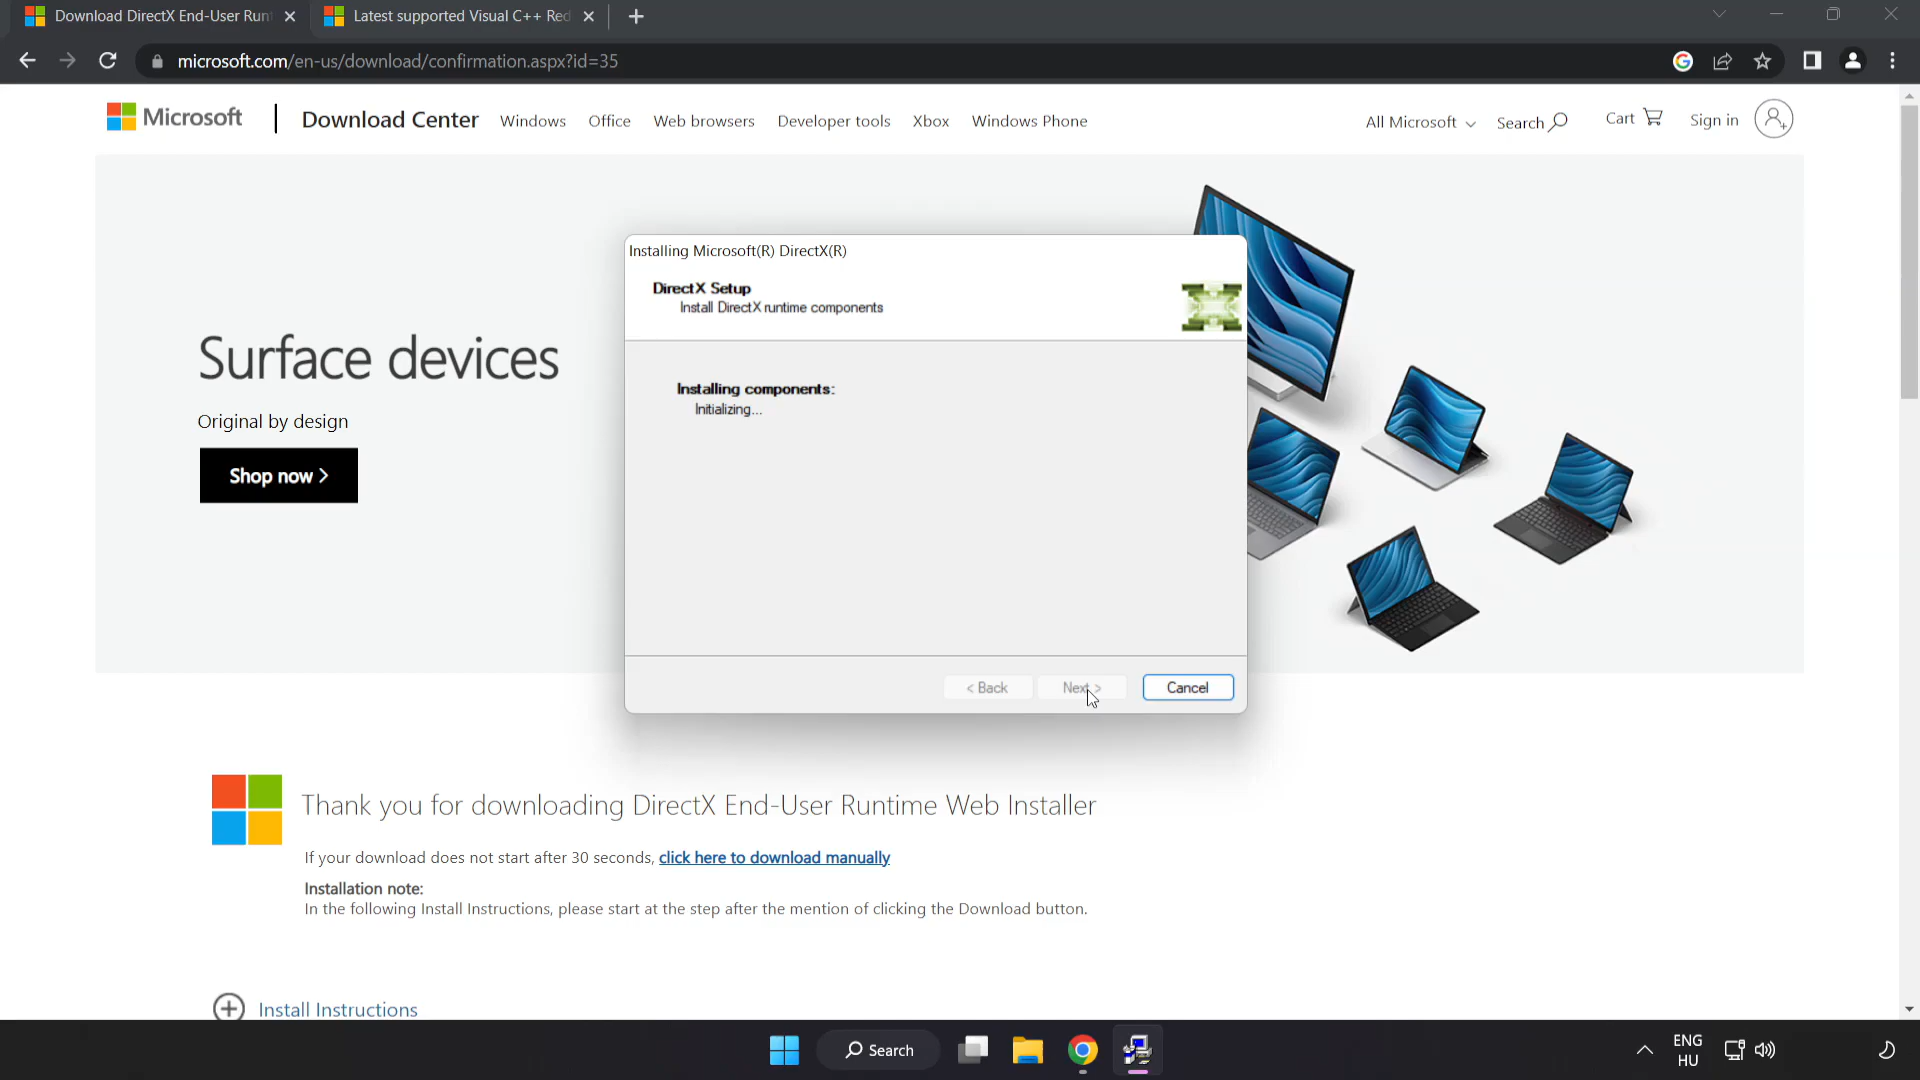 Download DirectX End-User Runt
Latest supported Visual C++ Red
microsoft.com/en-us/download/confirmation.aspx?id=35
Microsoft
Download Center
Windows
Office
Web browsers
Developer tools
Xbox
Windows Phone
All Microsoft
Search
Cart
Sign in
Surface devices
Original by design
Shop now
Installing Microsoft(R) DirectX(R)
DirectX Setup
Install DirectX runtime components
Installing components:
Initializing...
< Back
Next >
Cancel
Thank you for downloading DirectX End-User Runtime Web Installer
If your download does not start after 30 seconds, click here to download manually
Installation note:
In the following Install Instructions, please start at the step after the mention of clicking the Download button.
Install Instructions
Search
ENG
HU